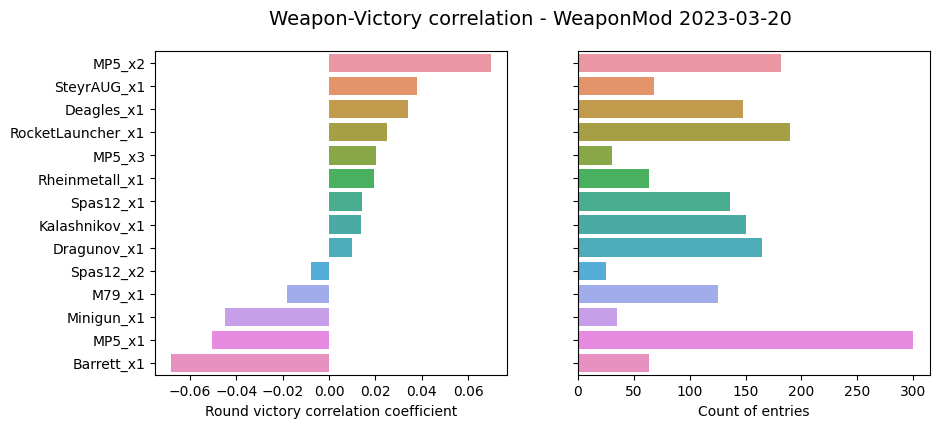 Weapon-Victory correlation - WeaponMod 2023-03-20
MP5_x2
SteyrAUG_x1
Deagles_x1
RocketLauncher_x1
MP5_x3
Rheinmetall_x1
Spas12_x1
Kalashnikov_x1
Dragunov_x1
Spas12_x2
M79_x1
Minigun_x1
MP5_x1
Barrett_x1
−0.06 −0.04 −0.02 0.00 0.02 0.04 0.06
Round victory correlation coefficient
0 50 100 150 200 250 300
Count of entries